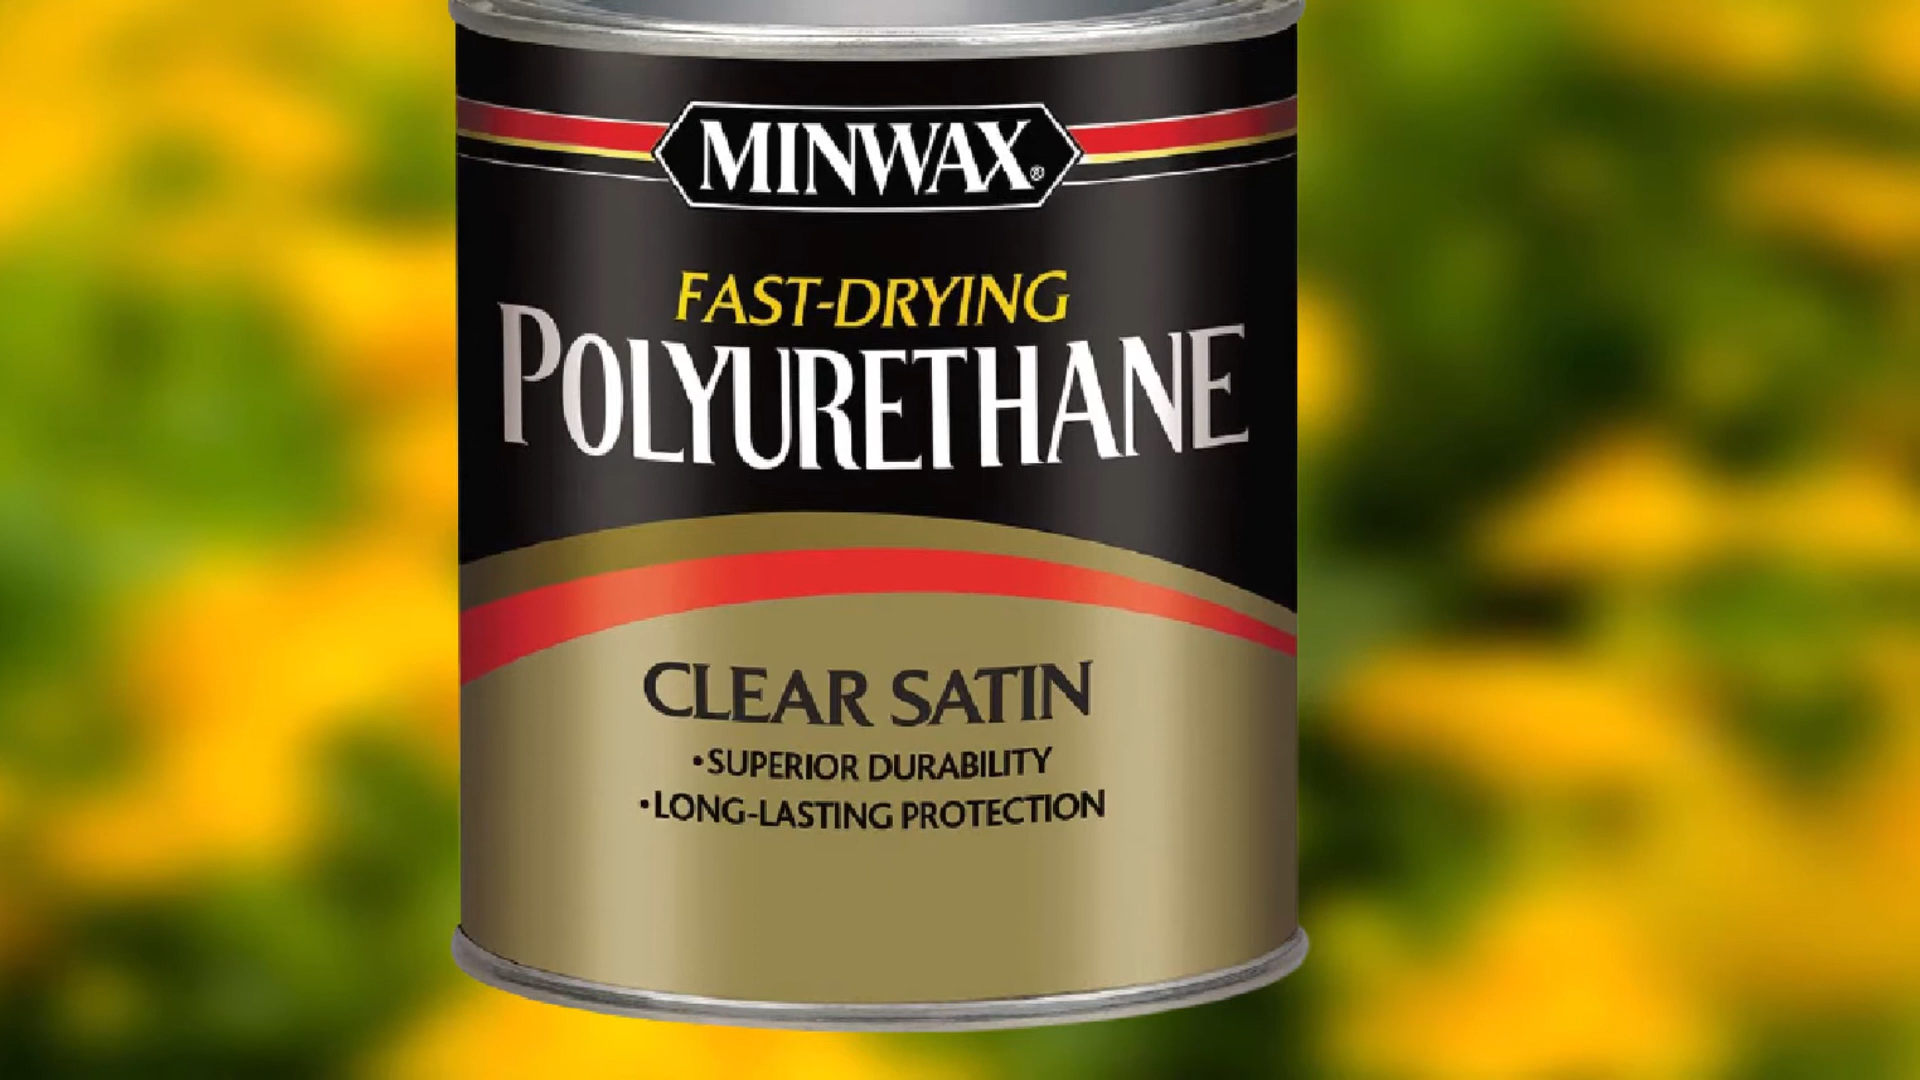 MINWAX®
FAST-DRYING
POLYURETHANE
CLEAR SATIN
•SUPERIOR DURABILITY
•LONG-LASTING PROTECTION